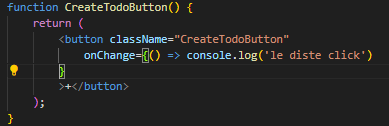 function CreateTodoButton() {
return (
<button className="CreateTodoButton"
onChange={() => console.log('le diste click')
}
>+</button>
);
}